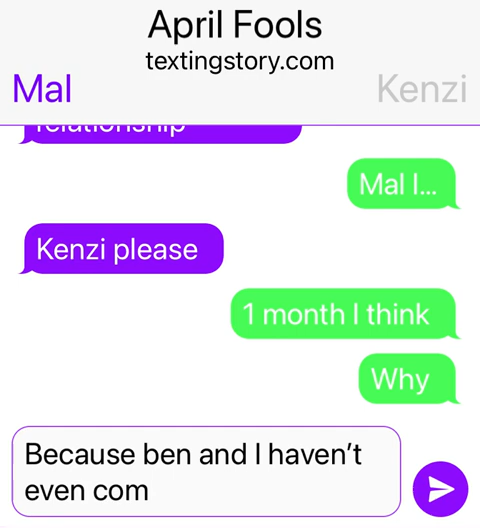 April Fools
textingstory.com
Mal Kenzi
relationship
Mal I...
Kenzi please
1 month I think
Why
Because ben and I haven't
even com